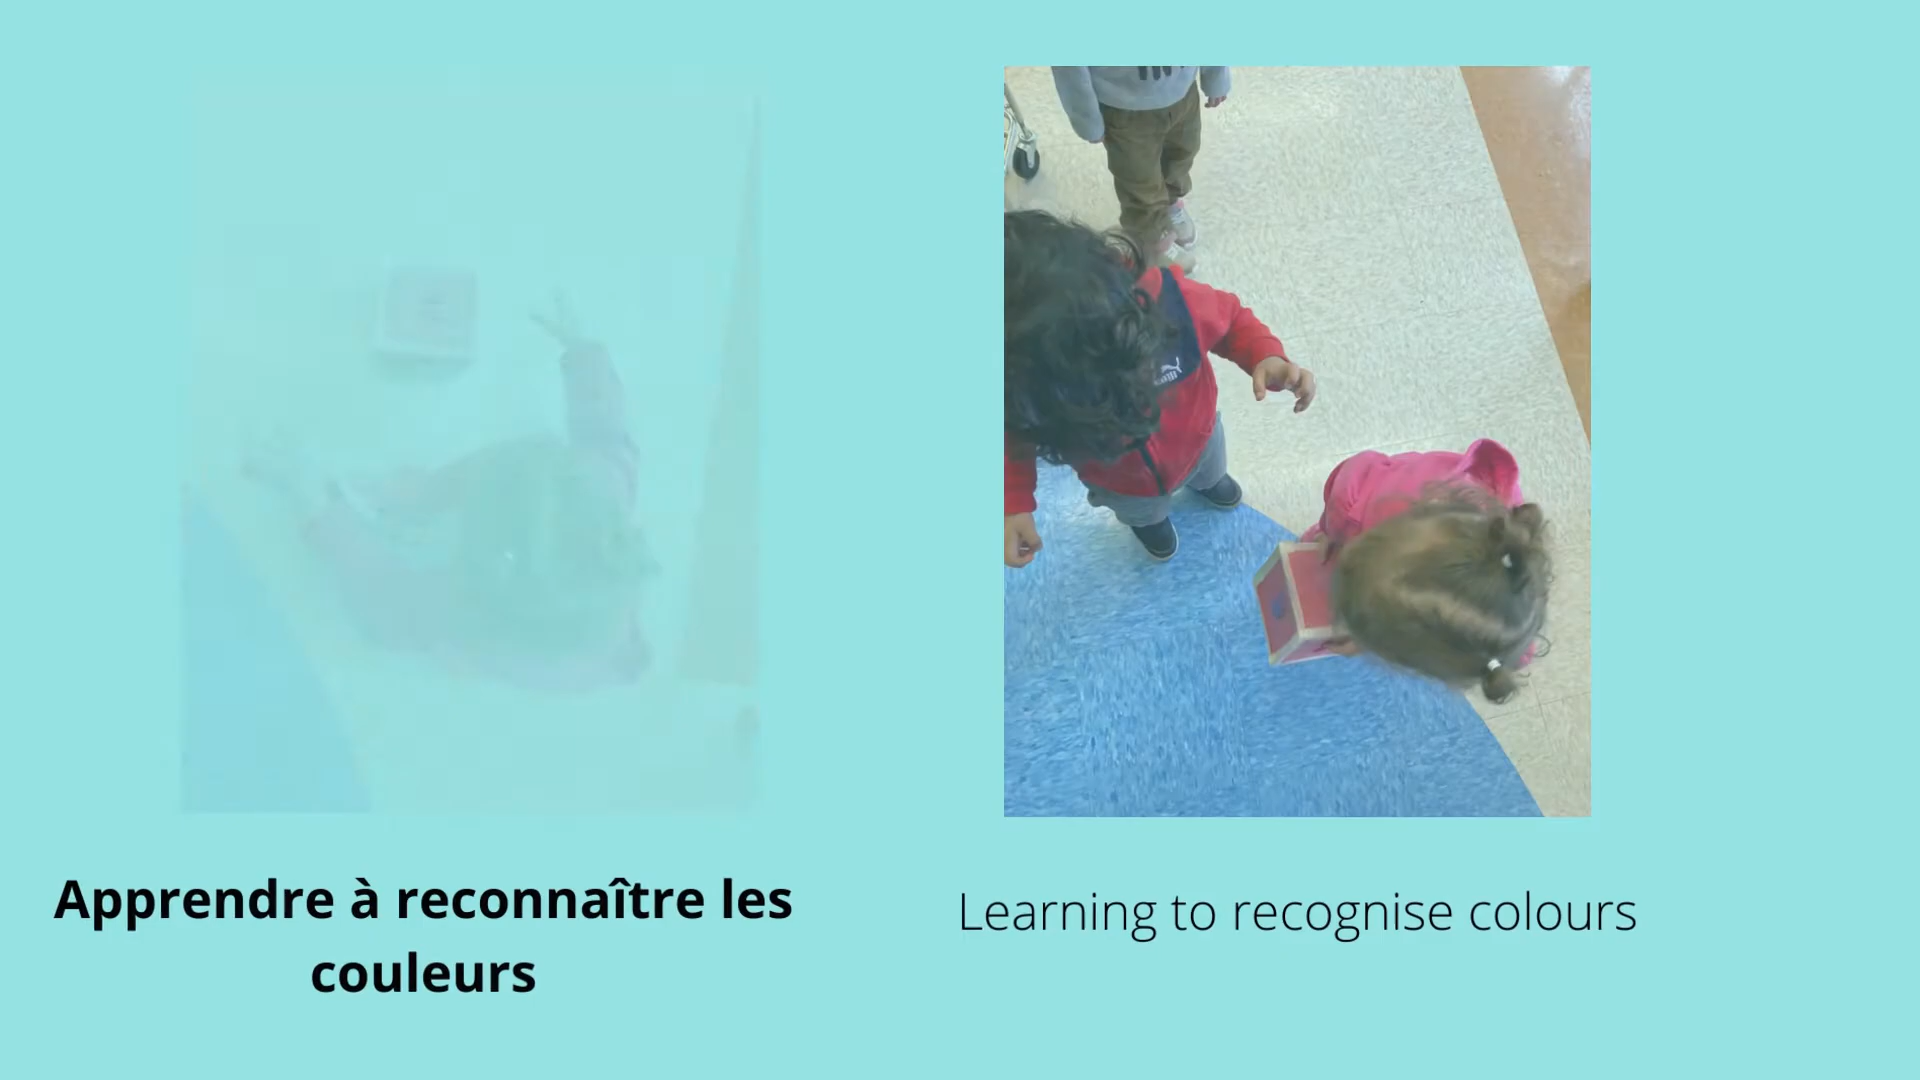 Apprendre à reconnaître les
couleurs
Learning to recognise colours